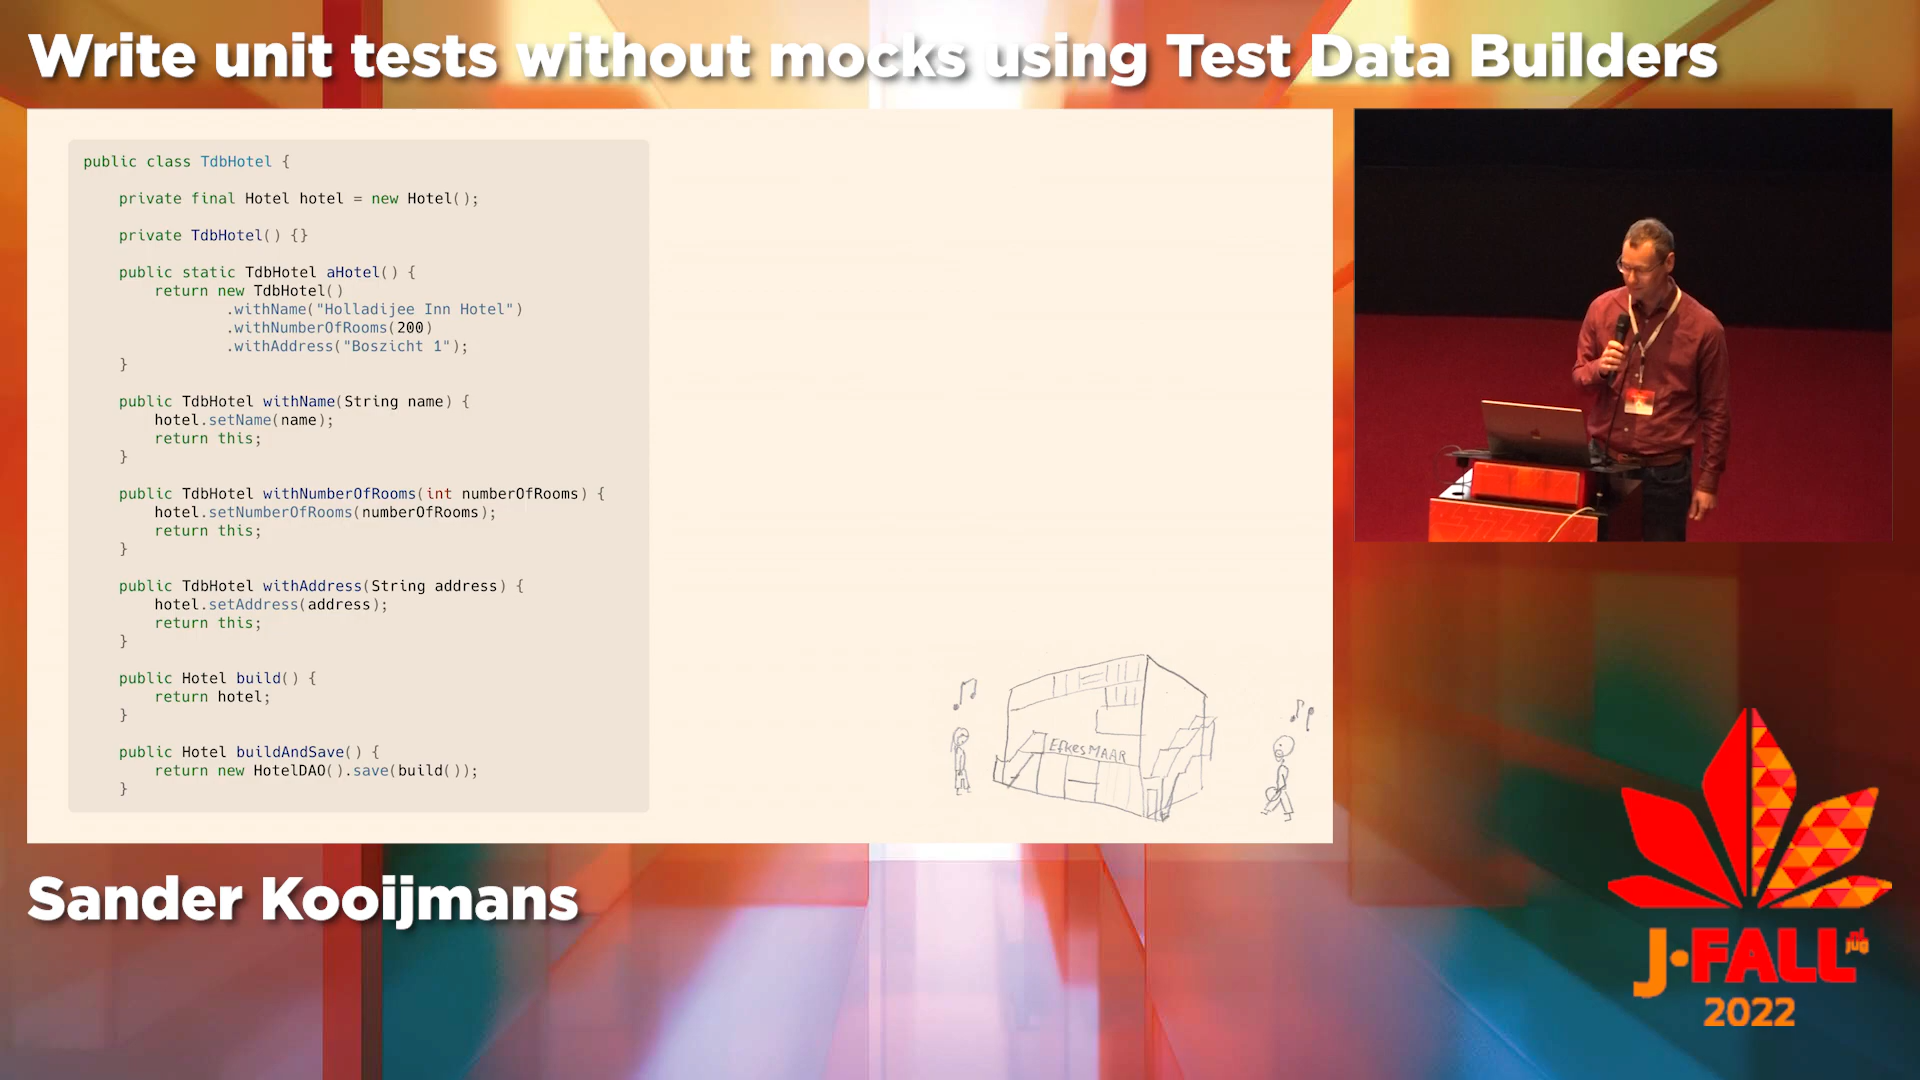 Write unit tests without mocks using Test Data Builders
public class TdbHotel {
private final Hotel hotel = new Hotel();
private TdbHotel() {}
public static TdbHotel aHotel() {
return new TdbHotel()
.withName("Holladijee Inn Hotel")
.withNumberOfRooms(200)
.withAddress("Boszicht 1");
}
public TdbHotel withName(String name) {
hotel.setName(name);
return this;
}
public TdbHotel withNumberOfRooms(int numberOfRooms) {
hotel.setNumberOfRooms(numberOfRooms);
return this;
}
public TdbHotel withAddress(String address) {
hotel.setAddress(address);
return this;
}
public Hotel build() {
return hotel;
}
public Hotel buildAndSave() {
return new HotelDAO().save(build());
}
EfkesMAAR
Sander Kooijmans
J•FALL
nl
jug
2022